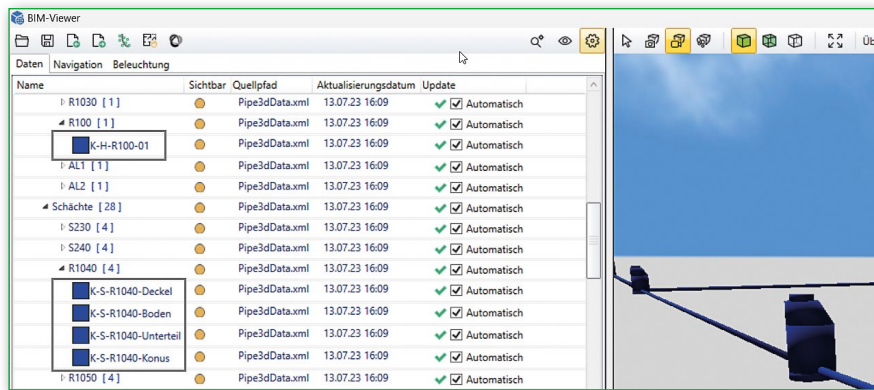 BIM-Viewer
Üb
Daten Navigation Beleuchtung
Name Sichtbar Quellpfad Aktualisierungsdatum Update
R1030 [ 1 ] Pipe3dData.xml 13.07.23 16:09 Automatisch
R100 [ 1 ] Pipe3dData.xml 13.07.23 16:09 Automatisch
K-H-R100-01 Pipe3dData.xml 13.07.23 16:09 Automatisch
AL1 [ 1 ] Pipe3dData.xml 13.07.23 16:09 Automatisch
AL2 [ 1 ] Pipe3dData.xml 13.07.23 16:09 Automatisch
Schächte [ 28 ] Pipe3dData.xml 13.07.23 16:09 Automatisch
S230 [ 4 ] Pipe3dData.xml 13.07.23 16:09 Automatisch
S240 [ 4 ] Pipe3dData.xml 13.07.23 16:09 Automatisch
R1040 [ 4 ] Pipe3dData.xml 13.07.23 16:09 Automatisch
K-S-R1040-Deckel Pipe3dData.xml 13.07.23 16:09 Automatisch
K-S-R1040-Boden Pipe3dData.xml 13.07.23 16:09 Automatisch
K-S-R1040-Unterteil Pipe3dData.xml 13.07.23 16:09 Automatisch
K-S-R1040-Konus Pipe3dData.xml 13.07.23 16:09 Automatisch
R1050 [ 4 ] Pipe3dData.xml 13.07.23 16:09 Automatisch